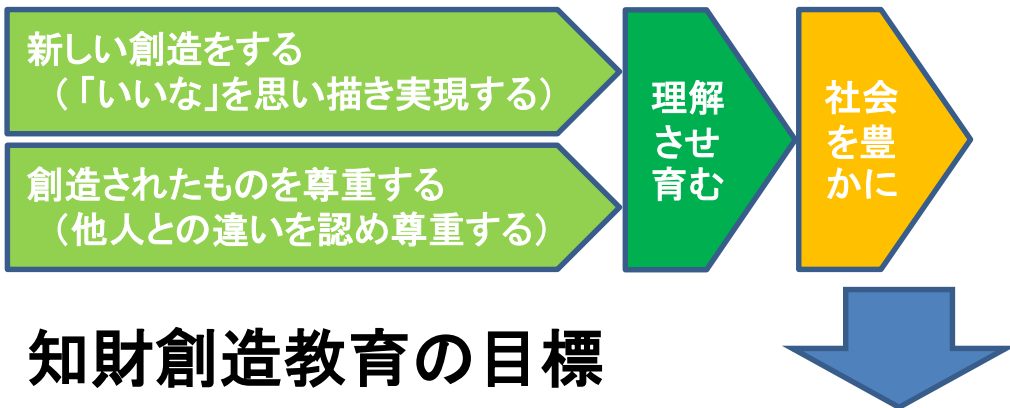 新しい創造をする
（「いいな」を思い描き実現する）
創造されたものを尊重する
（他人との違いを認め尊重する）
理解
させ
育む
社会
を豊
かに
知財創造教育の目標